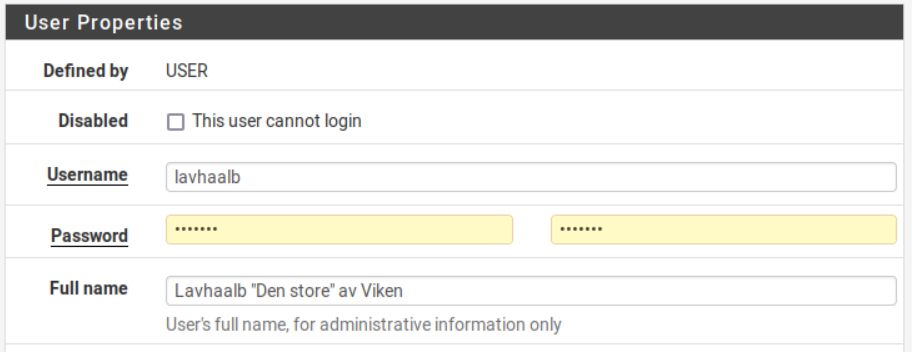 User Properties
Defined by USER
Disabled This user cannot login
Username lavhaalb
Password ••••••• •••••••
Full name Lavhaalb "Den store" av Viken
User's full name, for administrative information only